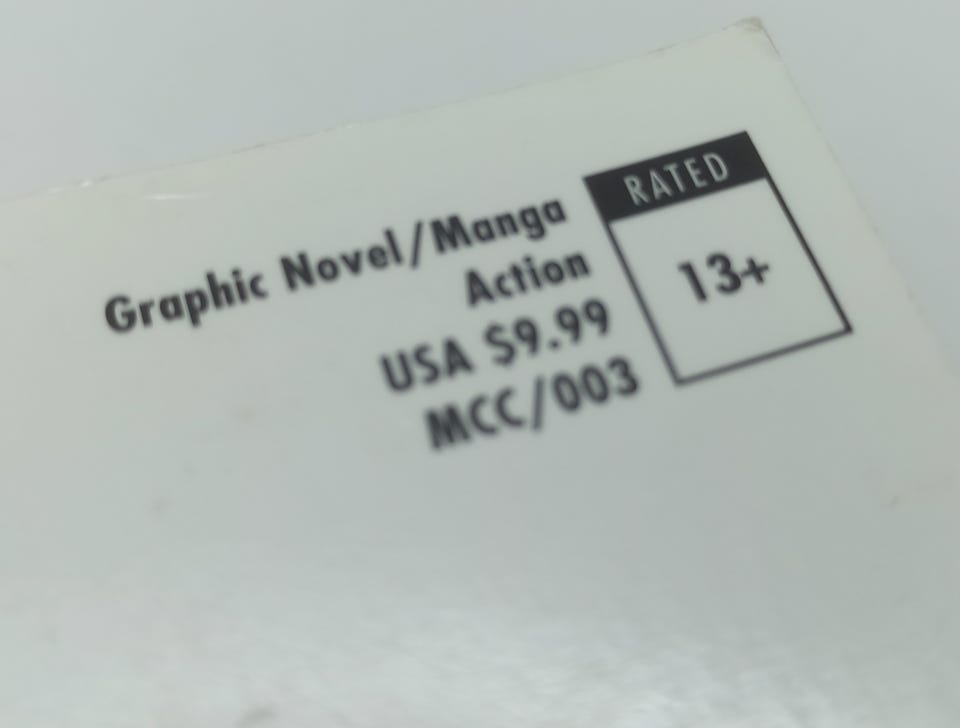 Graphic Novel/Manga
Action
USA $9.99
MCC/003
RATED
13+